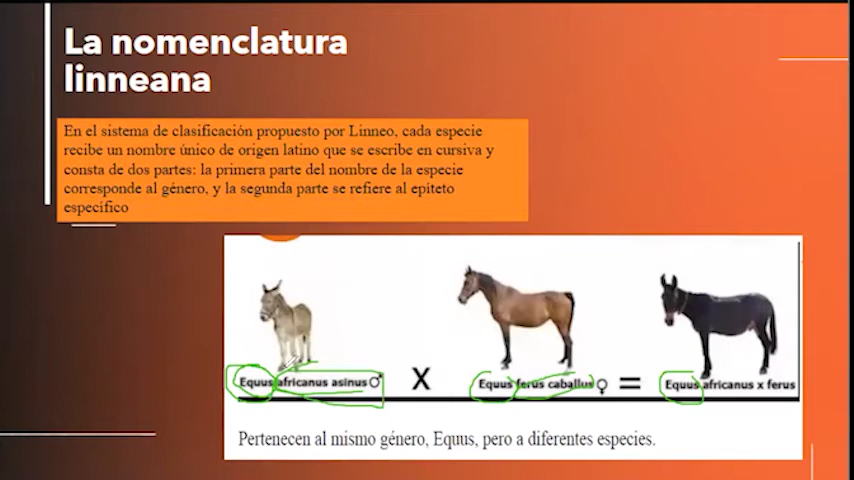 La nomenclatura
linneana
En el sistema de clasificación propuesto por Linneo, cada especie
recibe un nombre único de origen latino que se escribe en cursiva y
consta de dos partes: la primera parte del nombre de la especie
corresponde al género, y la segunda parte se refiere al epíteto
específico
Equus africanus asinus♂ X Equus ferus caballus♀ = Equus africanus x ferus
Pertenecen al mismo género, Equus, pero a diferentes especies.